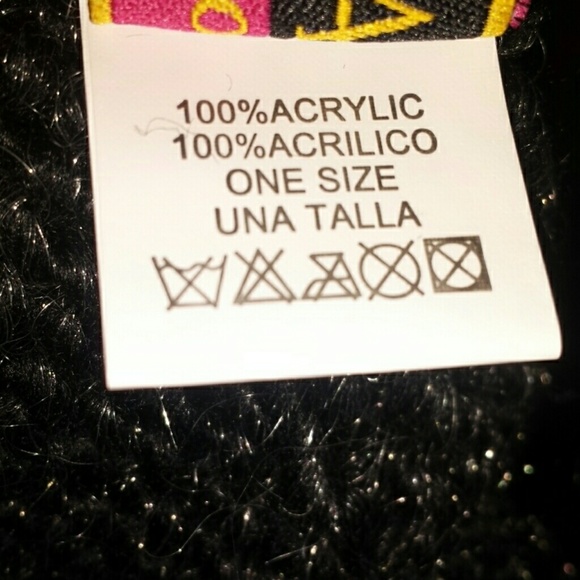 100%ACRYLIC
100%ACRILICO
ONE SIZE
UNA TALLA